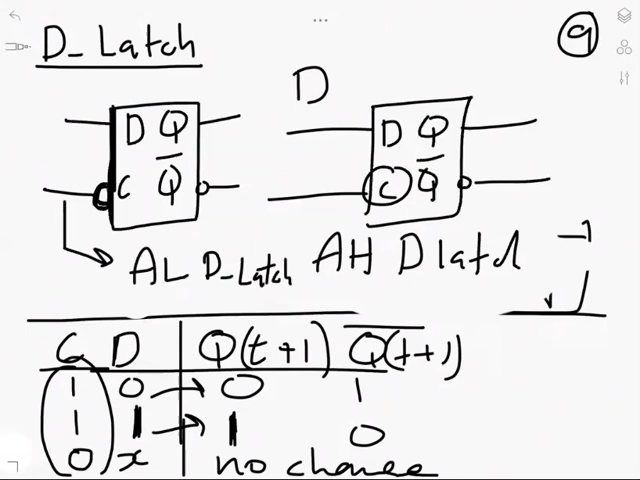 D_Latch
9
D
D Q
C Q̅
D Q
C Q̅
AL D_Latch
AH D latch
C D Q(t+1) Q̅(t+1)
1 0 0 1
1 1 1 0
0 x no change